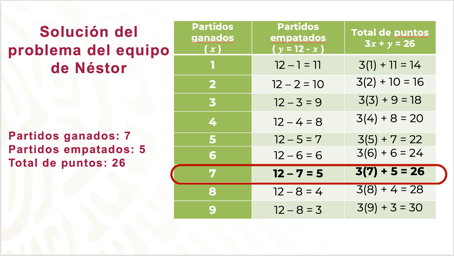 Solución del
problema del equipo
de Néstor
Partidos ganados: 7
Partidos empatados: 5
Total de puntos: 26
Partidos ganados ( x ) | Partidos empatados ( y = 12 - x ) | Total de puntos 3x + y = 26
1 | 12 – 1 = 11 | 3(1) + 11 = 14
2 | 12 – 2 = 10 | 3(2) + 10 = 16
3 | 12 – 3 = 9 | 3(3) + 9 = 18
4 | 12 – 4 = 8 | 3(4) + 8 = 20
5 | 12 – 5 = 7 | 3(5) + 7 = 22
6 | 12 – 6 = 6 | 3(6) + 6 = 24
7 | 12 – 7 = 5 | 3(7) + 5 = 26
8 | 12 – 8 = 4 | 3(8) + 4 = 28
9 | 12 – 8 = 3 | 3(9) + 3 = 30